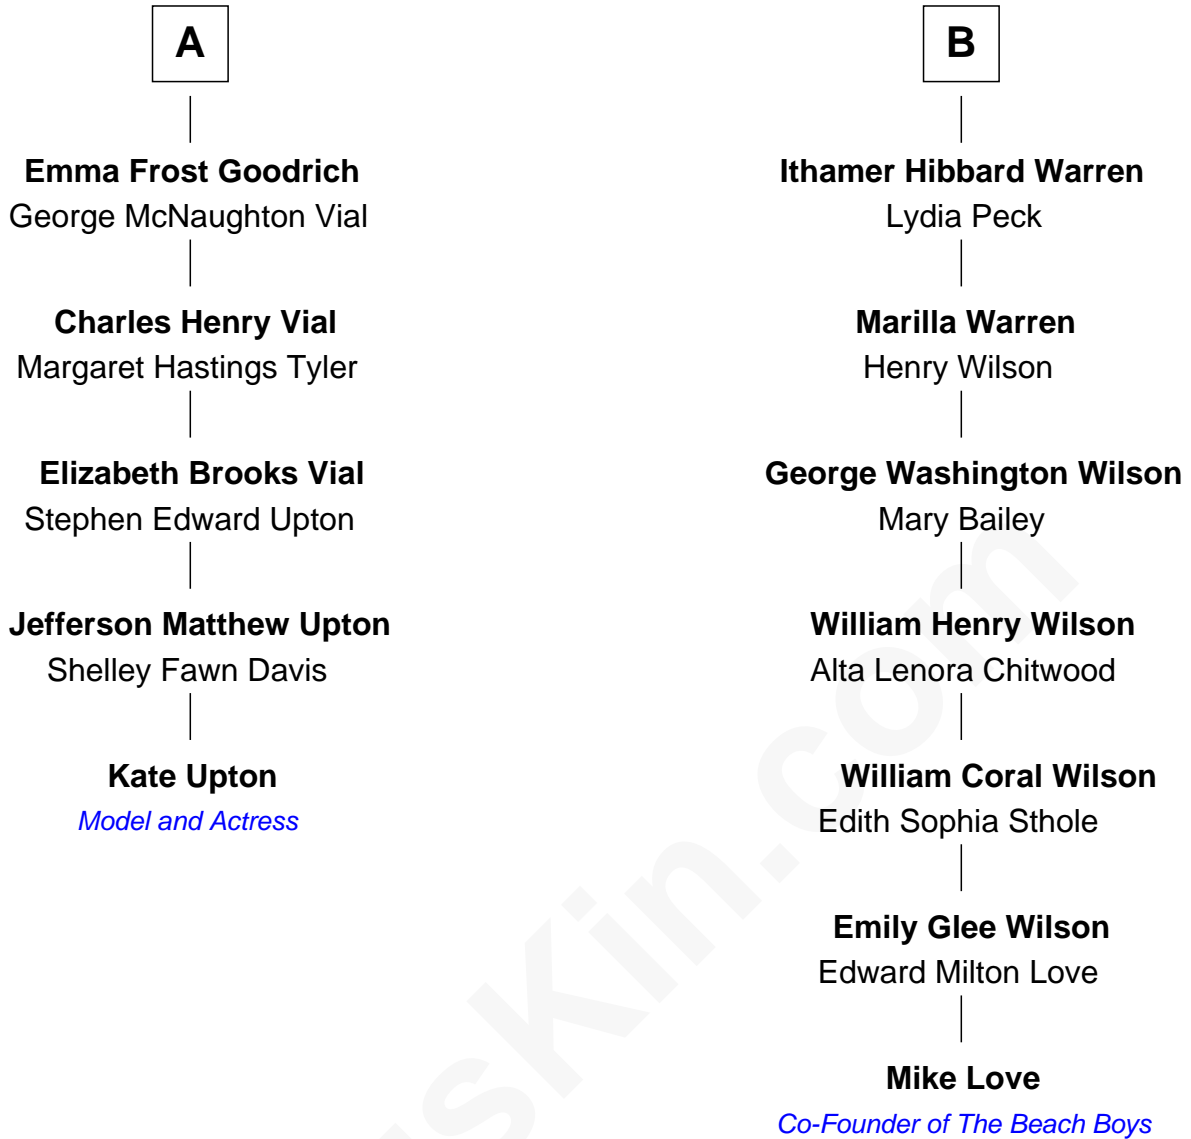 A
Emma Frost Goodrich
George McNaughton Vial
Charles Henry Vial
Margaret Hastings Tyler
Elizabeth Brooks Vial
Stephen Edward Upton
Jefferson Matthew Upton
Shelley Fawn Davis
Kate Upton
Model and Actress
B
Ithamer Hibbard Warren
Lydia Peck
Marilla Warren
Henry Wilson
George Washington Wilson
Mary Bailey
William Henry Wilson
Alta Lenora Chitwood
William Coral Wilson
Edith Sophia Sthole
Emily Glee Wilson
Edward Milton Love
Mike Love
Co-Founder of The Beach Boys